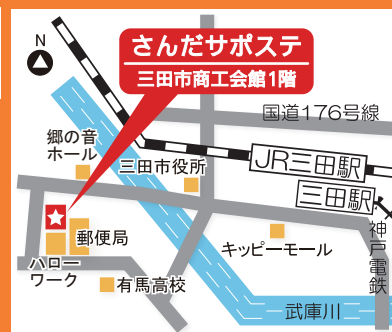 N
さんだサポステ
三田市商工会館1階
国道176号線
郷の音
ホール
三田市役所
JR三田駅
三田駅
神戸電鉄
郵便局
キッピーモール
ハロー
ワーク
有馬高校
武庫川